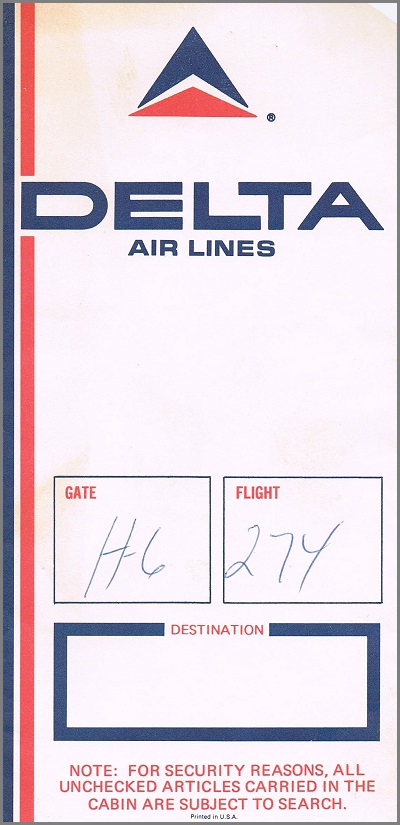 ®
DELTA
AIR LINES
GATE
H-6
FLIGHT
274
DESTINATION
NOTE: FOR SECURITY REASONS, ALL
UNCHECKED ARTICLES CARRIED IN THE
CABIN ARE SUBJECT TO SEARCH.
Printed in U.S.A.